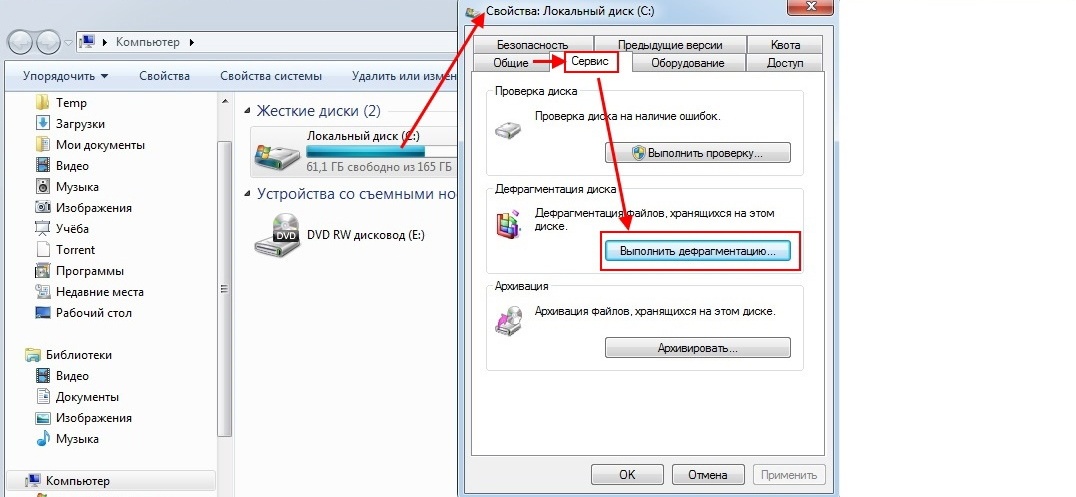 Компьютер
Упорядочить
Свойства
Свойства системы
Удалить или измен
Temp
Загрузки
Мои документы
Видео
Музыка
Изображения
Учёба
Torrent
Программы
Недавние места
Рабочий стол
Библиотеки
Видео
Документы
Изображения
Музыка
Компьютер
Жесткие диски (2)
Локальный диск (C:)
61,1 ГБ свободно из 165 ГБ
Устройства со съемными но
DVD
DVD RW дисковод (E:)
Свойства: Локальный диск (C:)
Безопасность
Предыдущие версии
Квота
Общие
Сервис
Оборудование
Доступ
Проверка диска
Проверка диска на наличие ошибок.
Выполнить проверку...
Дефрагментация диска
Дефрагментация файлов, хранящихся на этом
диске.
Выполнить дефрагментацию...
Архивация
Архивация файлов, хранящихся на этом диске.
Архивировать...
OK
Отмена
Применить